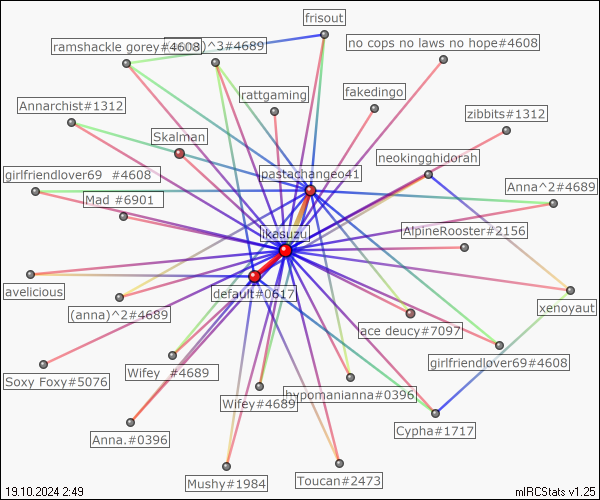 frisout
ramshackle gorey#4608
)^3#4689
no cops no laws no hope#4608
rattgaming
fakedingo
Annarchist#1312
zibbits#1312
Skalman
neokingghidorah
pastachangeo41
girlfriendlover69 #4608
Anna^2#4689
Mad #6901
ikasuzu
AlpineRooster#2156
avelicious
default#0617
xenoyaut
(anna)^2#4689
ace deucy#7097
girlfriendlover69#4608
Wifey #4689
Soxy Foxy#5076
hypomanianna#0396
Wifey#4689
Cypha#1717
Anna.#0396
Toucan#2473
Mushy#1984
19.10.2024 2:49
mIRCStats v1.25